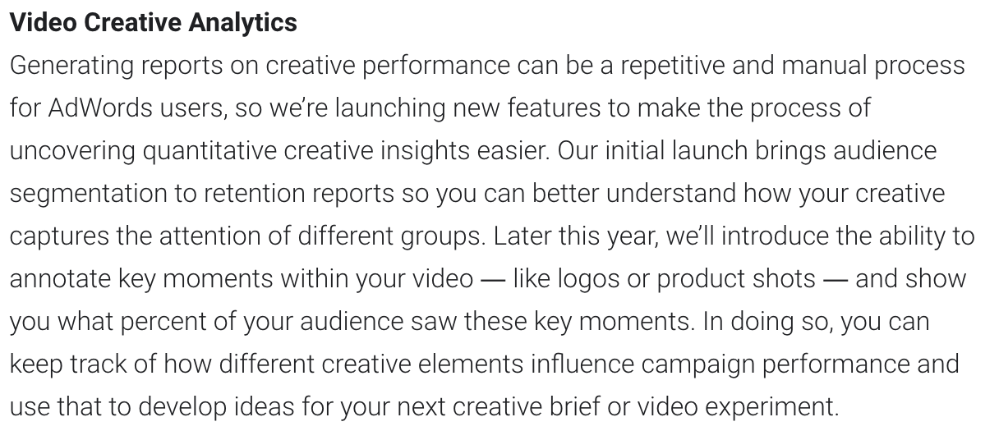 Video Creative Analytics
Generating reports on creative performance can be a repetitive and manual process
for AdWords users, so we’re launching new features to make the process of
uncovering quantitative creative insights easier. Our initial launch brings audience
segmentation to retention reports so you can better understand how your creative
captures the attention of different groups. Later this year, we’ll introduce the ability to
annotate key moments within your video — like logos or product shots — and show
you what percent of your audience saw these key moments. In doing so, you can
keep track of how different creative elements influence campaign performance and
use that to develop ideas for your next creative brief or video experiment.